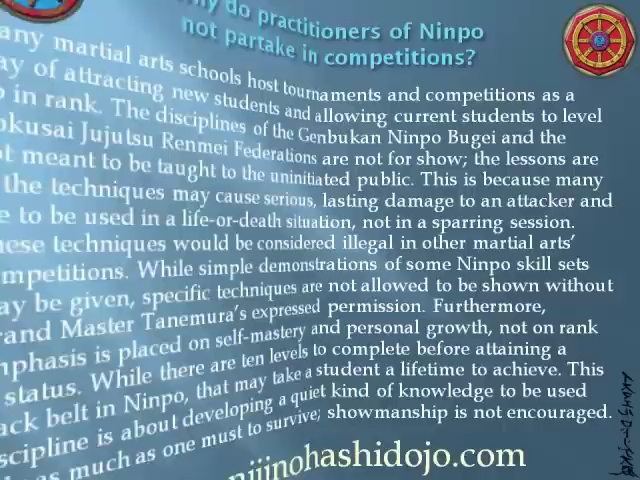 hy do practitioners of Ninpo
not partake in competitions?
any martial arts schools host tournaments and competitions as a
ay of attracting new students and allowing current students to level
in rank. The disciplines of the Genbukan Ninpo Bugei and the
okusai Jujutsu Renmei Federations are not for show; the lessons are
t meant to be taught to the uninitiated public. This is because many
the techniques may cause serious, lasting damage to an attacker and
e to be used in a life-or-death situation, not in a sparring session.
hese techniques would be considered illegal in other martial arts'
mpetitions. While simple demonstrations of some Ninpo skill sets
ay be given, specific techniques are not allowed to be shown without
rand Master Tanemura's expressed permission. Furthermore,
mphasis is placed on self-mastery and personal growth, not on rank
status. While there are ten levels to complete before attaining a
ack belt in Ninpo, that may take a student a lifetime to achieve. This
scipline is about developing a quiet kind of knowledge to be used
as much as one must to survive; showmanship is not encouraged.
nijinohashidojo.com